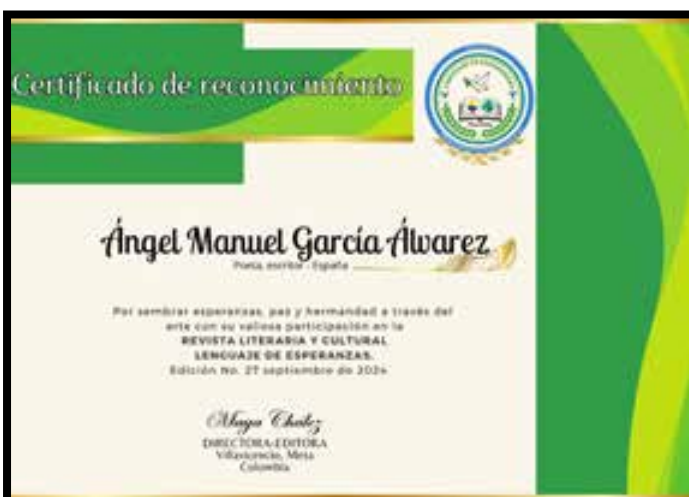 Certificado de reconocimiento
Ángel Manuel García Álvarez
Poeta, escritor - España
Por sembrar esperanzas, paz y hermandad a través del
arte con su valiosa participación en la
REVISTA LITERARIA Y CULTURAL
LENGUAJE DE ESPERANZAS.
Edición No. 27 septiembre de 2024
DIRECTORA-EDITORA
Villavicencio, Meta
Colombia